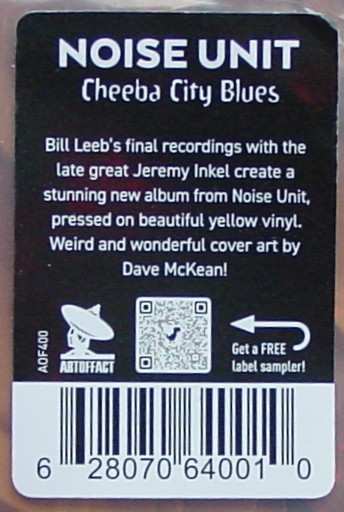 NOISE UNIT
Cheeba City Blues
Bill Leeb's final recordings with the
late great Jeremy Inkel create a
stunning new album from Noise Unit,
pressed on beautiful yellow vinyl.
Weird and wonderful cover art by
Dave McKean!
AOF400
ARTOFFACT
Get a FREE
label sampler!
6 28070 64001 0